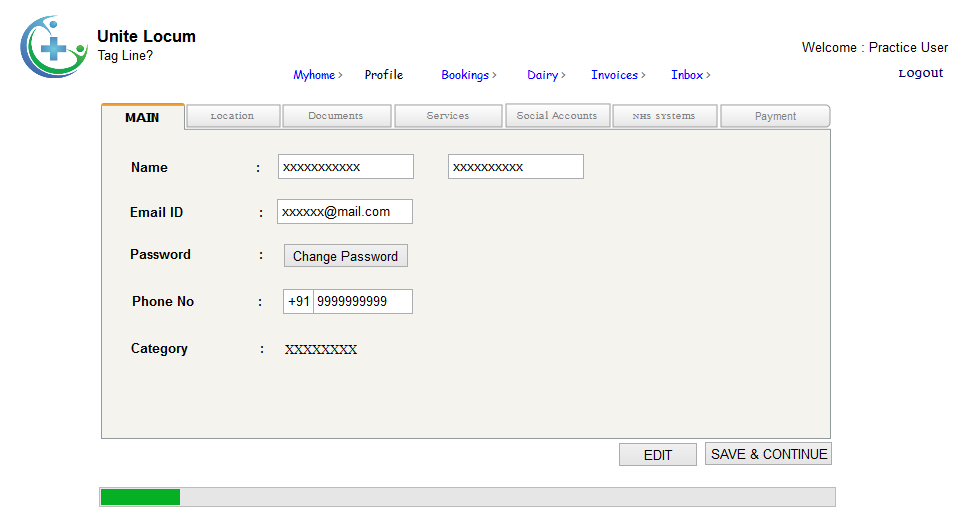 Unite Locum
Tag Line?
Welcome : Practice User
Logout
Myhome > Profile Bookings > Dairy > Invoices > Inbox >
MAIN Location Documents Services Social Accounts NHS SYSTEMS Payment
Name : xxxxxxxxxxx xxxxxxxxxx
Email ID : xxxxxx@mail.com
Password : Change Password
Phone No : +91 9999999999
Category : XXXXXXXX
EDIT SAVE & CONTINUE